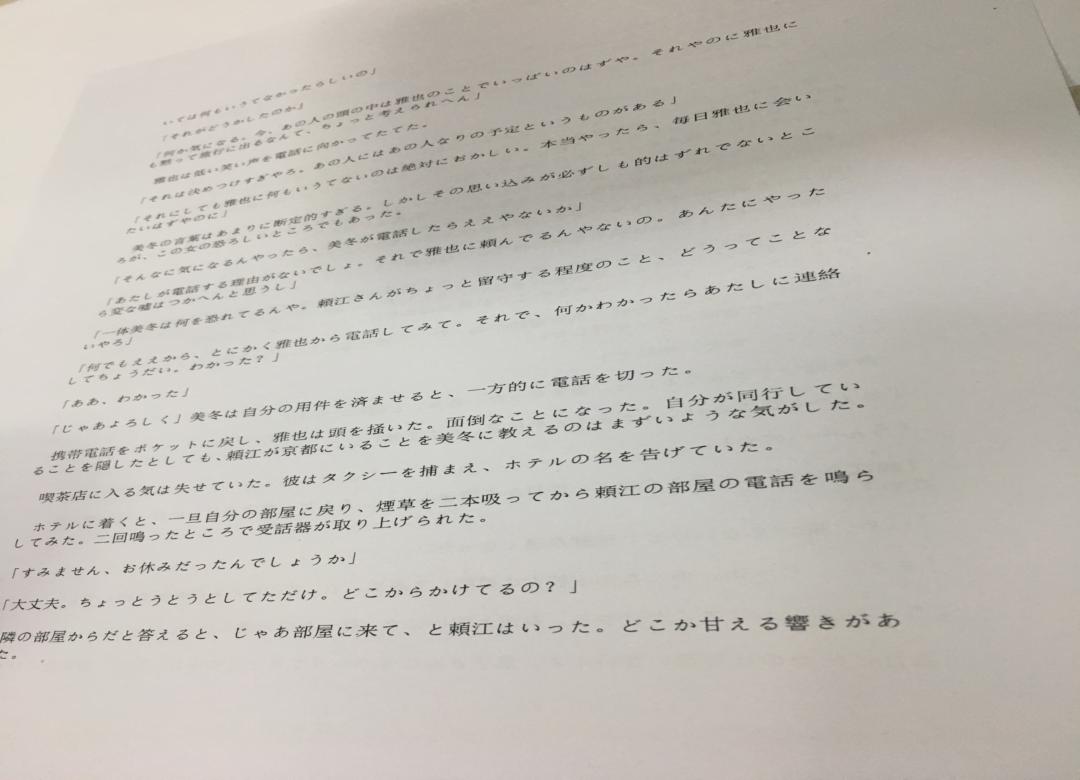 いては何もいうてなかったらしいの」
「それがどうかしたのか」
「何か気になる。今、あの人の頭の中は雅也のことでいっぱいのはずや。それやのに雅也に
も黙って旅行に出るなんて、ちょっと考えられへん」
雅也は低い笑い声を電話に向かってたてた。
「それは決めつけすぎやろ。あの人にはあの人なりの予定というものがある」
「それにしても雅也に何もいうてないのは絶対におかしい。本当やったら、毎日雅也に会い
たいはずやのに」
美冬の言葉はあまりに断定的すぎる。しかしその思い込みが必ずしも的はずれでないとこ
ろが、この女の恐ろしいところでもあった。
「そんなに気になるんやったら、美冬が電話したらええやないか」
「あたしが電話する理由がないでしょ。それで雅也に頼んでるんやないの。あんたにやった
ら変な嘘はつかへんと思うし」
「一体美冬は何を恐れてるんや。頼江さんがちょっと留守する程度のこと、どうってことな
いやろ」
「何でもええから、とにかく雅也から電話してみて。それで、何かわかったらあたしに連絡
してちょうだい。わかった？」
「ああ、わかった」
「じゃあよろしく」美冬は自分の用件を済ませると、一方的に電話を切った。
携帯電話をポケットに戻し、雅也は頭を掻いた。面倒なことになった。自分が同行してい
ることを隠したとしても、頼江が京都にいることを美冬に教えるのはまずいような気がした。
喫茶店に入る気は失せていた。彼はタクシーを捕まえ、ホテルの名を告げていた。
ホテルに着くと、一旦自分の部屋に戻り、煙草を二本吸ってから頼江の部屋の電話を鳴ら
してみた。二回鳴ったところで受話器が取り上げられた。
「すみません、お休みだったんでしょうか」
「大丈夫。ちょっとうとうとしてただけ。どこからかけてるの？」
隣の部屋からだと答えると、じゃあ部屋に来て、と頼江はいった。どこか甘える響きがあ
た。